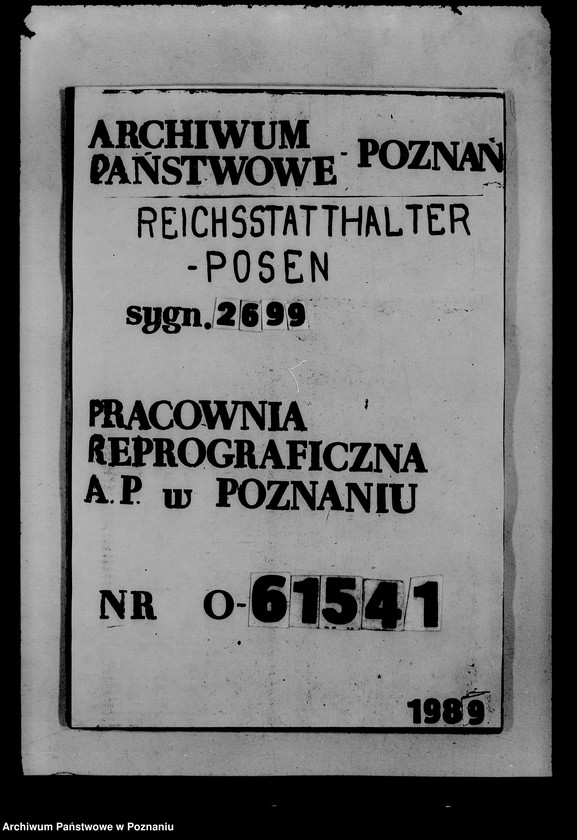 ARCHIWUM
PAŃSTWOWE - POZNAŃ
REICHSSTATTHALTER
-POSEN
sygn. 2699
PRACOWNIA
REPROGRAFICZNA
A.P. w POZNANIU
NR O-61541
1989
Archiwum Państwowe w Poznaniu